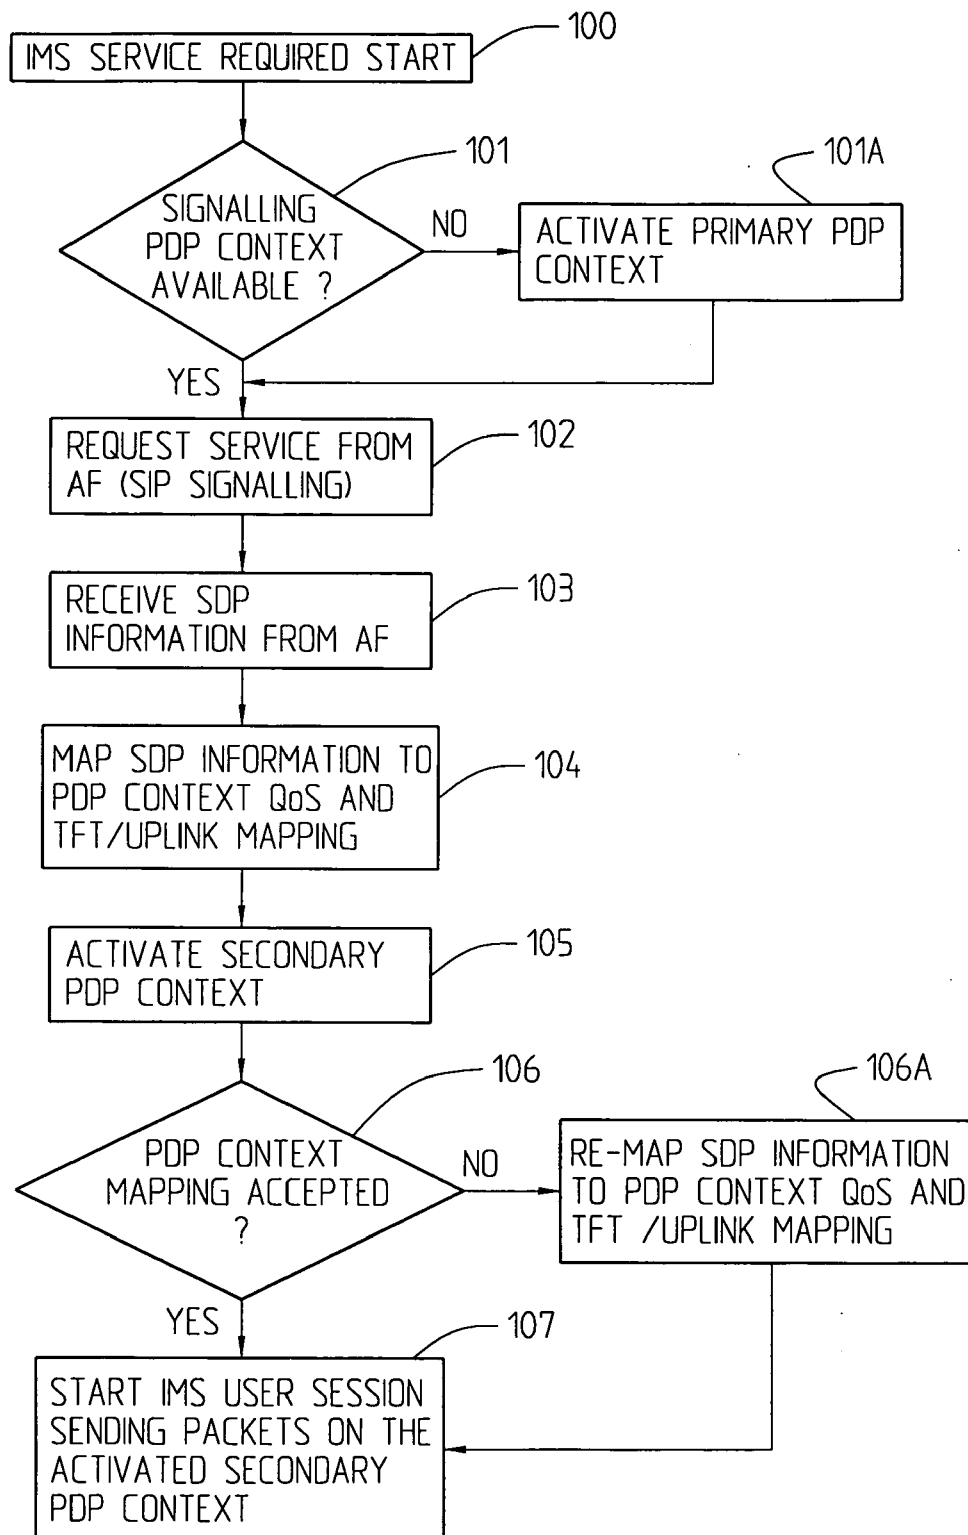 100
IMS SERVICE REQUIRED START
101
101A
SIGNALLING
PDP CONTEXT
AVAILABLE ?
NO
ACTIVATE PRIMARY PDP
CONTEXT
YES
102
REQUEST SERVICE FROM
AF (SIP SIGNALLING)
103
RECEIVE SDP
INFORMATION FROM AF
104
MAP SDP INFORMATION TO
PDP CONTEXT QoS AND
TFT/UPLINK MAPPING
105
ACTIVATE SECONDARY
PDP CONTEXT
106
106A
PDP CONTEXT
MAPPING ACCEPTED
?
NO
RE-MAP SDP INFORMATION
TO PDP CONTEXT QoS AND
TFT /UPLINK MAPPING
YES
107
START IMS USER SESSION
SENDING PACKETS ON THE
ACTIVATED SECONDARY
PDP CONTEXT